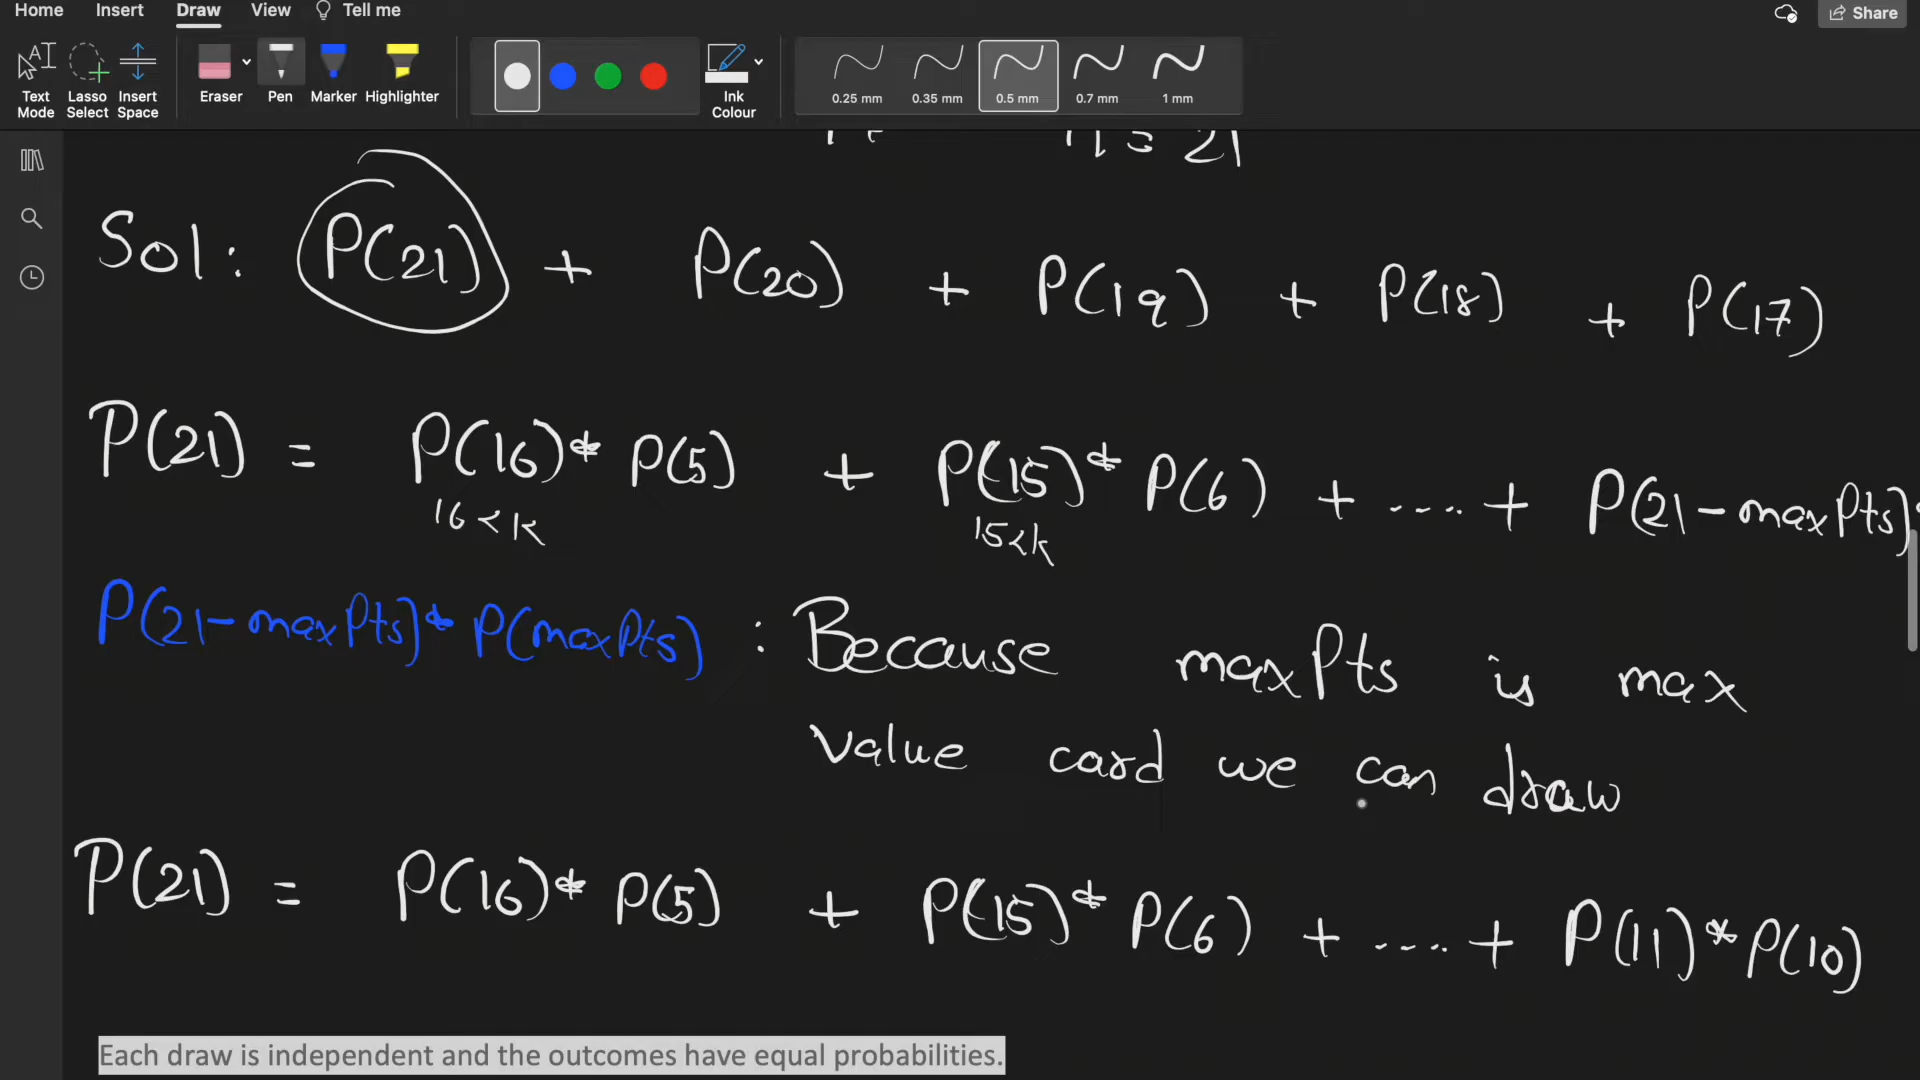 Home Insert Draw View Tell me Share
Text Mode Lasso Select Insert Space Eraser Pen Marker Highlighter Ink Colour 0.25 mm 0.35 mm 0.5 mm 0.7 mm 1 mm
n = 21
Sol: P(21) + P(20) + P(19) + P(18) + P(17)
P(21) = P(16)* P(5) + P(15)* P(6) + .... + P(21-maxPts)*
16<k 15<k
P(21-maxPts)* P(maxPts) : Because maxPts is max
value card we can draw
P(21) = P(16)* P(5) + P(15)* P(6) + .... + P(11)* P(10)
Each draw is independent and the outcomes have equal probabilities.